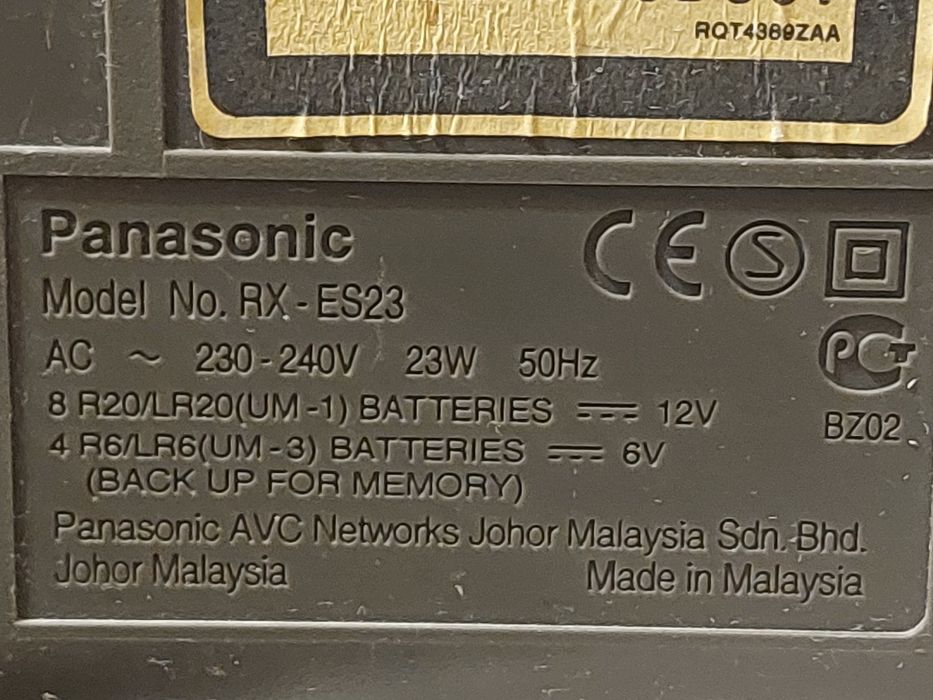 RQT4389ZAA
Panasonic
CE S
Model No. RX-ES23
AC ~ 230-240V 23W 50Hz
PCT
8 R20/LR20(UM-1) BATTERIES ⎓ 12V
BZ02
4 R6/LR6(UM-3) BATTERIES ⎓ 6V
(BACK UP FOR MEMORY)
Panasonic AVC Networks Johor Malaysia Sdn. Bhd.
Johor Malaysia Made in Malaysia